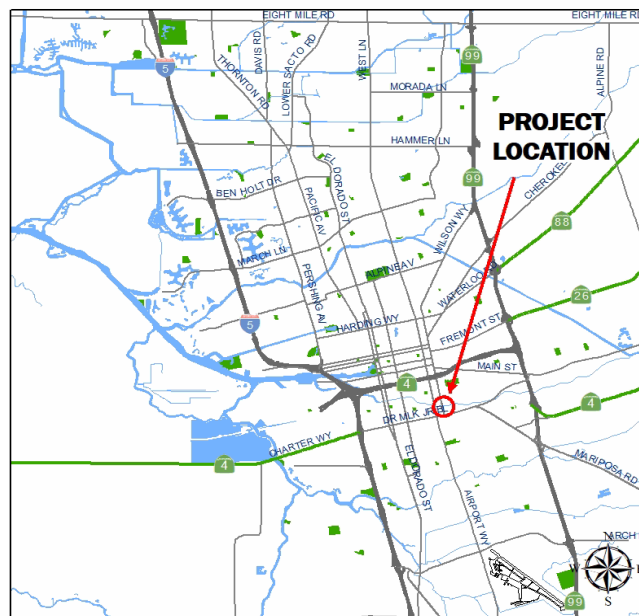 EIGHT MILE RD
EIGHT MILE RD
DAVIS RD
LOWER SACTO RD
THORNTON RD
WEST LN
ALPINE RD
5
99
MORADA LN
HAMMER LN
PROJECT
LOCATION
99
CHEROKEE
EL DORADO ST
BEN HOLT DR
PACIFIC AV
88
WILSON WY
MARCH LN
ALPINE AV
WATERLOO
PERSHING AV
26
5
HARDING WY
FREMONT ST
MAIN ST
4
4
DR MLK JR BL
CHARTER WY
4
EL DORADO ST
MARIPOSA RD
AIRPORT WY
ARCH
N
W
E
S
99